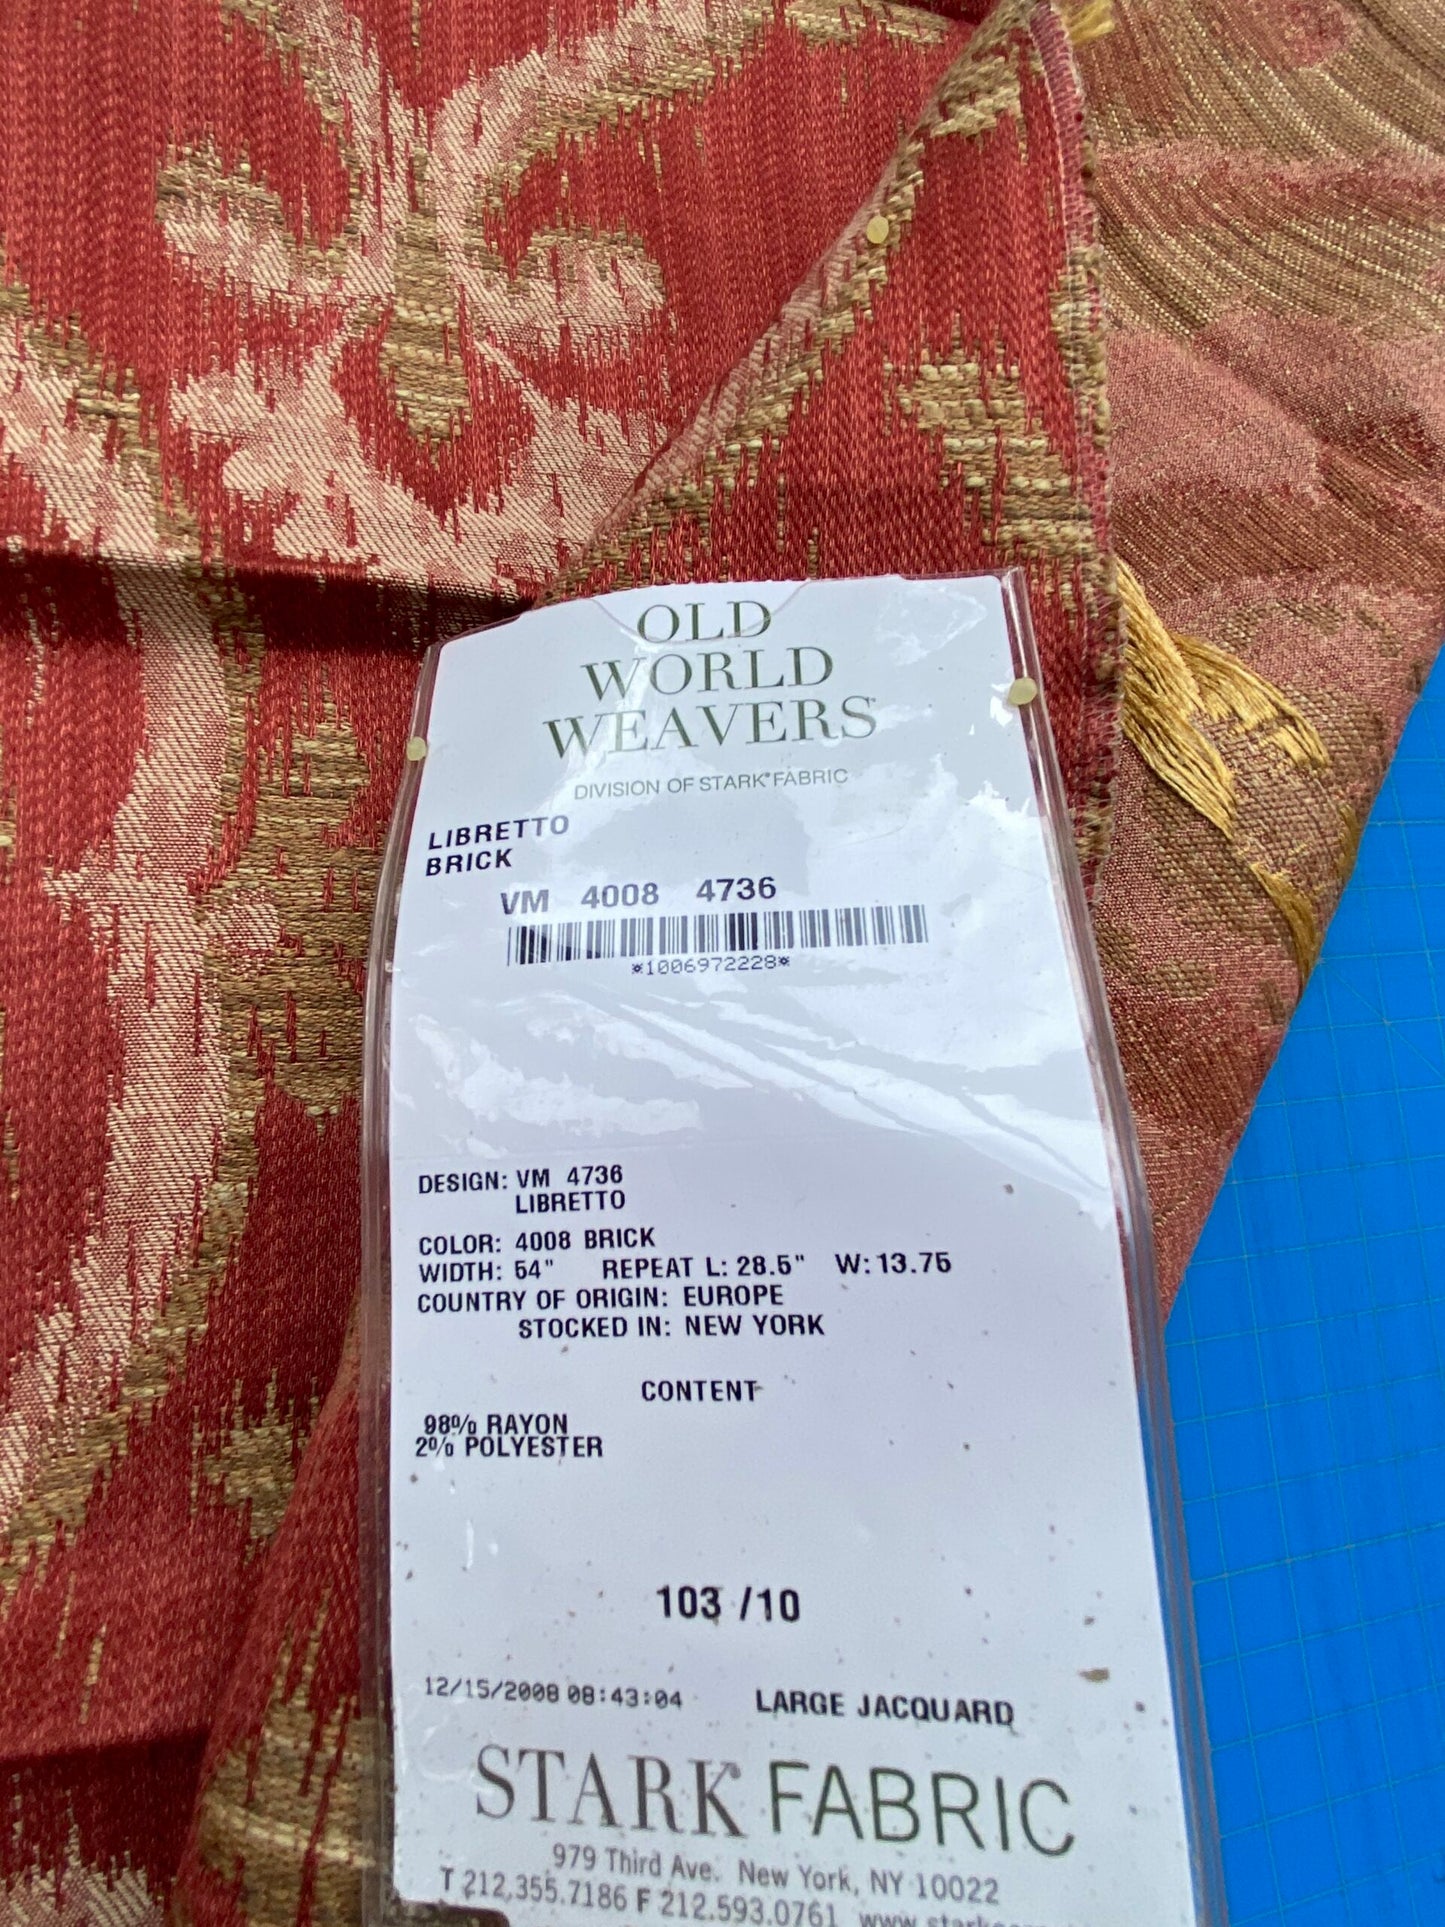 OLD
WORLD
WEAVERS
DIVISION OF STARK® FABRIC
LIBRETTO
BRICK
VM 4008 4736
*1006972228*
DESIGN: VM 4736
LIBRETTO
COLOR: 4008 BRICK
WIDTH: 54" REPEAT L: 28.5" W: 13.75
COUNTRY OF ORIGIN: EUROPE
STOCKED IN: NEW YORK
CONTENT
98% RAYON
2% POLYESTER
103 /10
12/15/2008 08:43:04 LARGE JACQUARD
STARK® FABRIC
979 Third Ave. New York, NY 10022
T 212.355.7186 F 212.593.0761